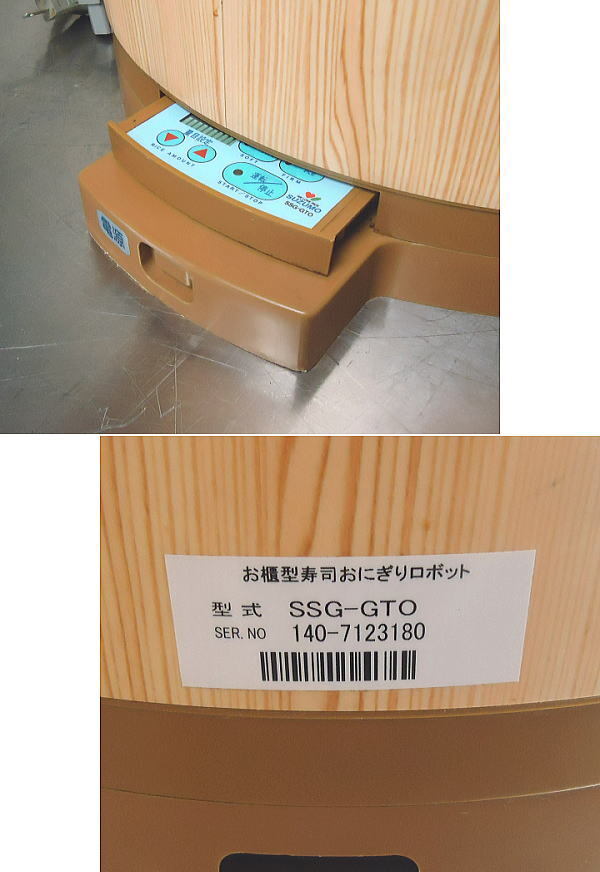 量目設定
RICE AMOUNT
SOFT
FIRM
運転/停止
START/STOP
SUZUMO
SSG-GTO
電源
お櫃型寿司おにぎりロボット
型式 SSG-GTO
SER.NO 140-7123180